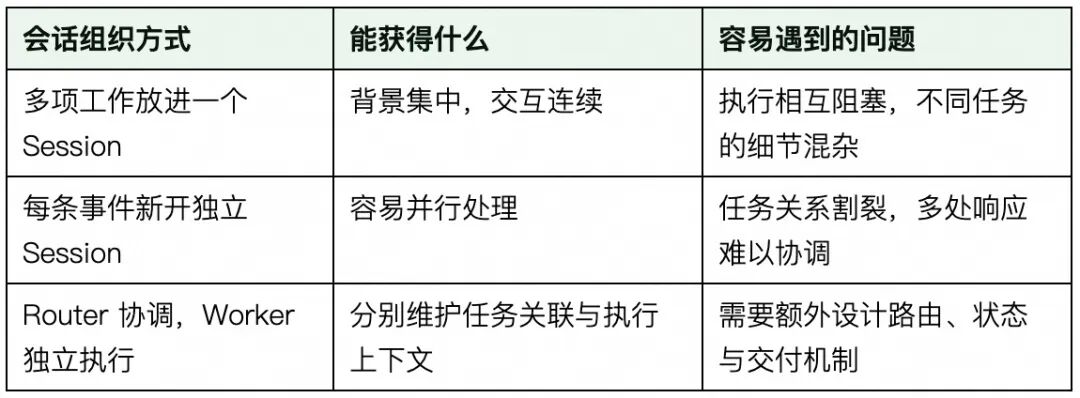 会话组织方式
能获得什么
容易遇到的问题
多项工作放进一个
Session
背景集中，交互连续
执行相互阻塞，不同任务
的细节混杂
每条事件新开独立
Session
容易并行处理
任务关系割裂，多处响应
难以协调
Router 协调，Worker
独立执行
分别维护任务关联与执行
上下文
需要额外设计路由、状态
与交付机制